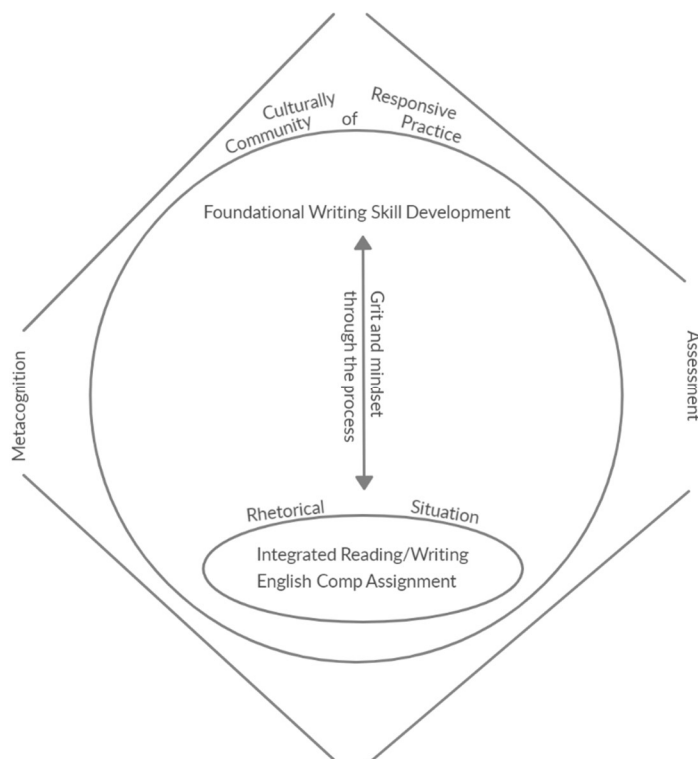 Culturally Responsive
Community of Practice
Foundational Writing Skill Development
Grit and mindset
through the process
Metacognition
Assessment
Rhetorical Situation
Integrated Reading/Writing
English Comp Assignment